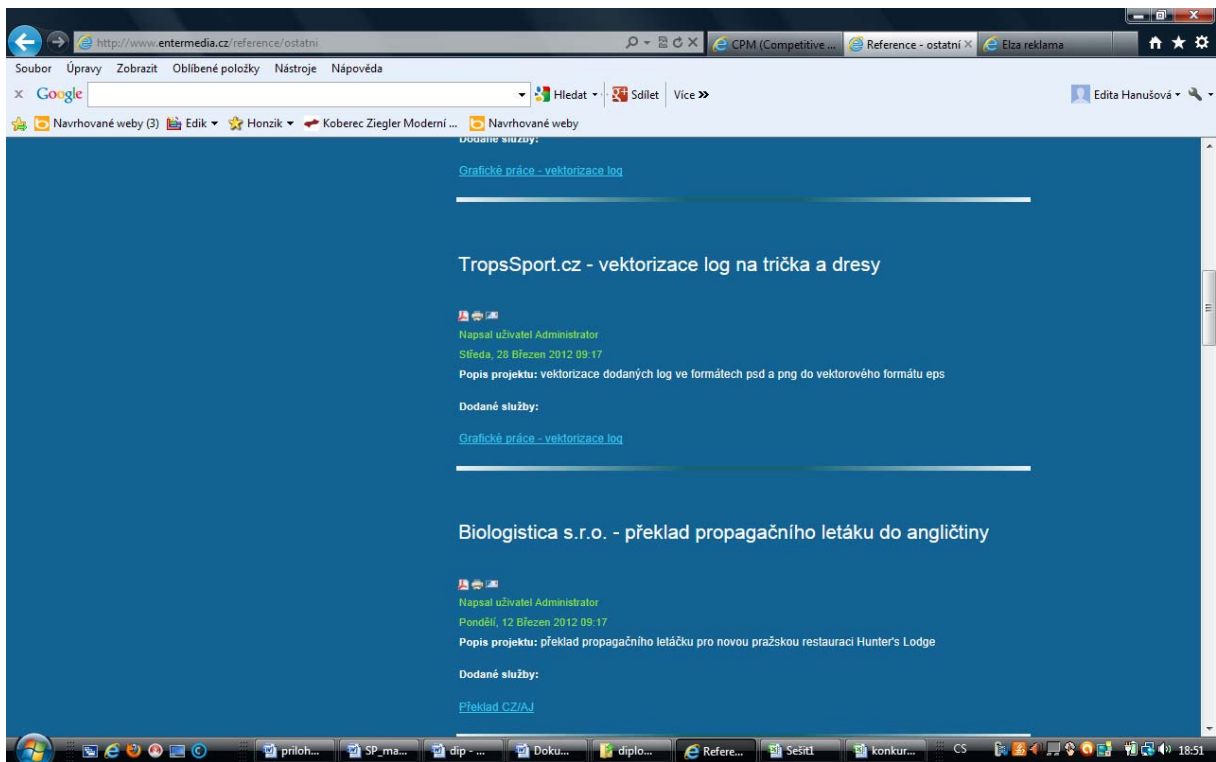 http://www.entermedia.cz/reference/ostatni
CPM (Competitive ...
Reference - ostatní
Elza reklama
Soubor Úpravy Zobrazit Oblíbené položky Nástroje Nápověda
x Google Hledat Sdílet Více » Edita Hanušová
Navrhované weby (3) Edik Honzik Koberec Ziegler Moderní ... Navrhované weby
Dodané služby:
Grafické práce - vektorizace log
TropsSport.cz - vektorizace log na trička a dresy
Napsal uživatel Administrator
Středa, 28 Březen 2012 09:17
Popis projektu: vektorizace dodaných log ve formátech psd a png do vektorového formátu eps
Dodané služby:
Grafické práce - vektorizace log
Biologistica s.r.o. - překlad propagačního letáku do angličtiny
Napsal uživatel Administrator
Pondělí, 12 Březen 2012 09:17
Popis projektu: překlad propagačního letáčku pro novou pražskou restauraci Hunter's Lodge
Dodané služby:
Překlad CZ/AJ
priloh... SP_ma... dip - ... Doku... diplo... Refere... Sešit1 konkur... CS 18:51